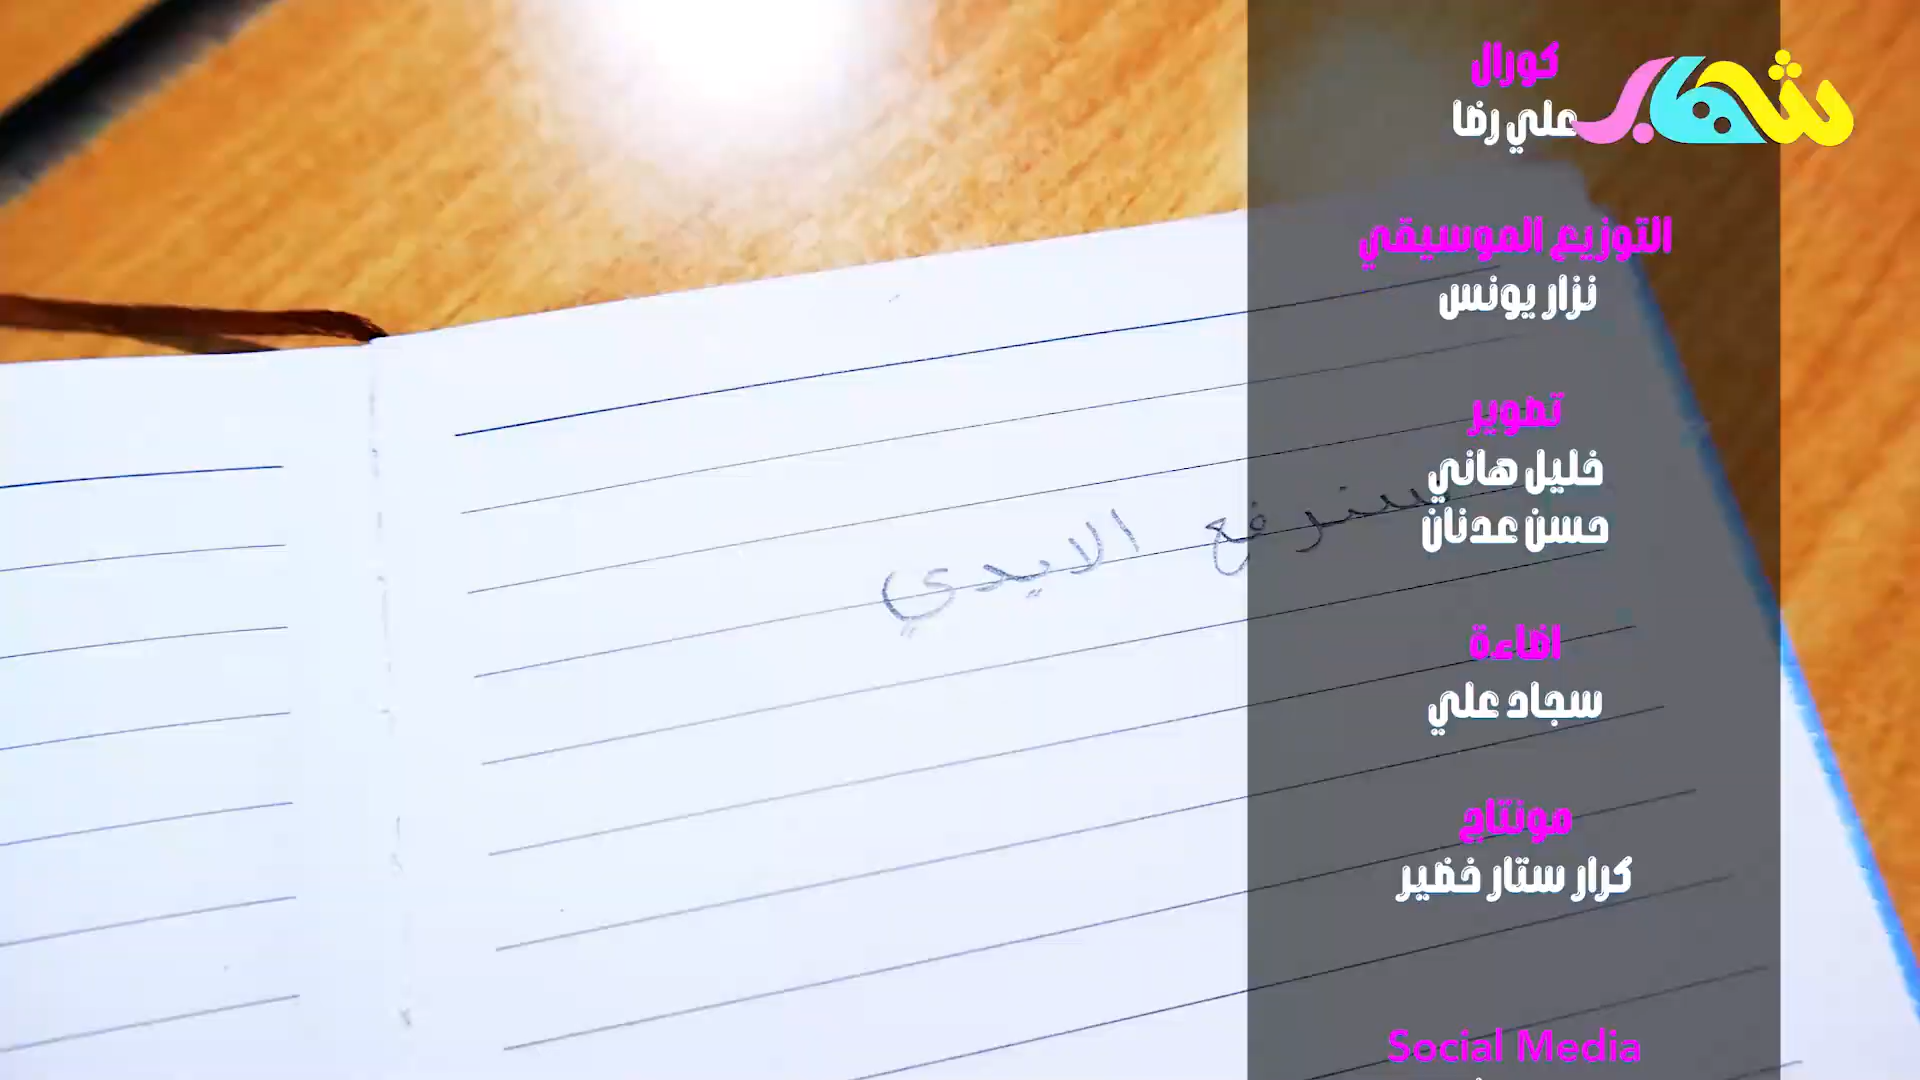 شهاب
كورال
علي رضا
التوزيع الموسيقي
نزار يونس
تصوير
خليل هاني
حسن عدنان
سنرفع الايدي
اضاءة
سجاد علي
مونتاج
كرار ستار خضير
Social Media